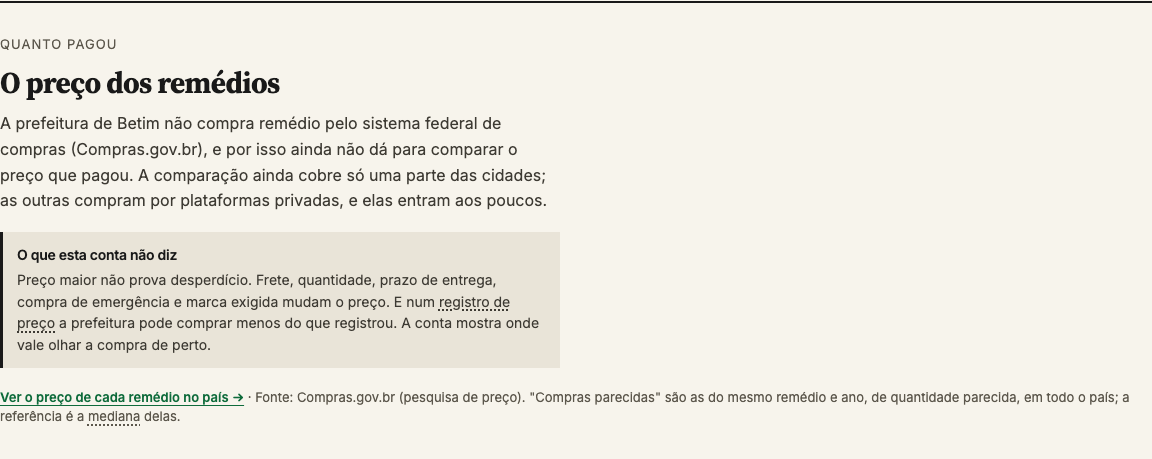 QUANTO PAGOU
O preço dos remédios
A prefeitura de Betim não compra remédio pelo sistema federal de
compras (Compras.gov.br), e por isso ainda não dá para comparar o
preço que pagou. A comparação ainda cobre só uma parte das cidades;
as outras compram por plataformas privadas, e elas entram aos poucos.
O que esta conta não diz
Preço maior não prova desperdício. Frete, quantidade, prazo de entrega,
compra de emergência e marca exigida mudam o preço. E num registro de
preço a prefeitura pode comprar menos do que registrou. A conta mostra onde
vale olhar a compra de perto.
Ver o preço de cada remédio no país → · Fonte: Compras.gov.br (pesquisa de preço). "Compras parecidas" são as do mesmo remédio e ano, de quantidade parecida, em todo o país; a
referência é a mediana delas.